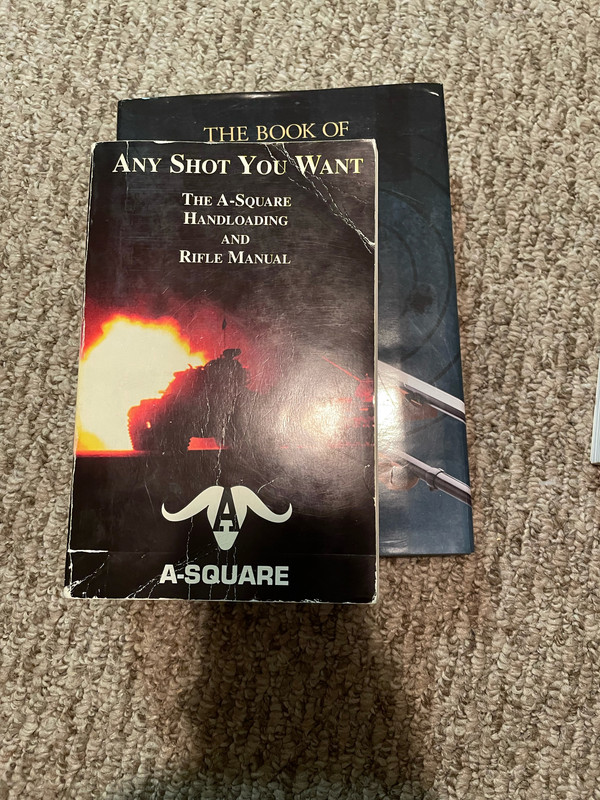 THE BOOK OF
ANY SHOT YOU WANT
THE A-SQUARE
HANDLOADING
AND
RIFLE MANUAL
A
A-SQUARE